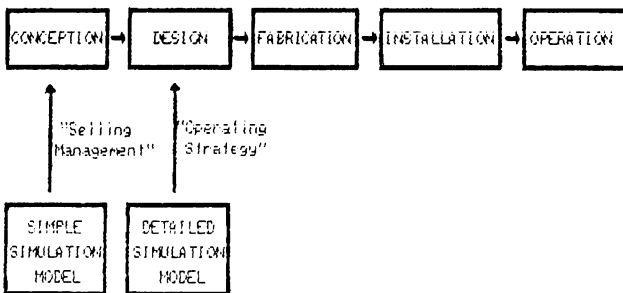 CONCEPTION DESIGN FABRICATION INSTALLATION OPERATION
"Selling
Management"
"Operating
Strategy"
SIMPLE
SIMULATION
MODEL
DETAILED
SIMULATION
MODEL